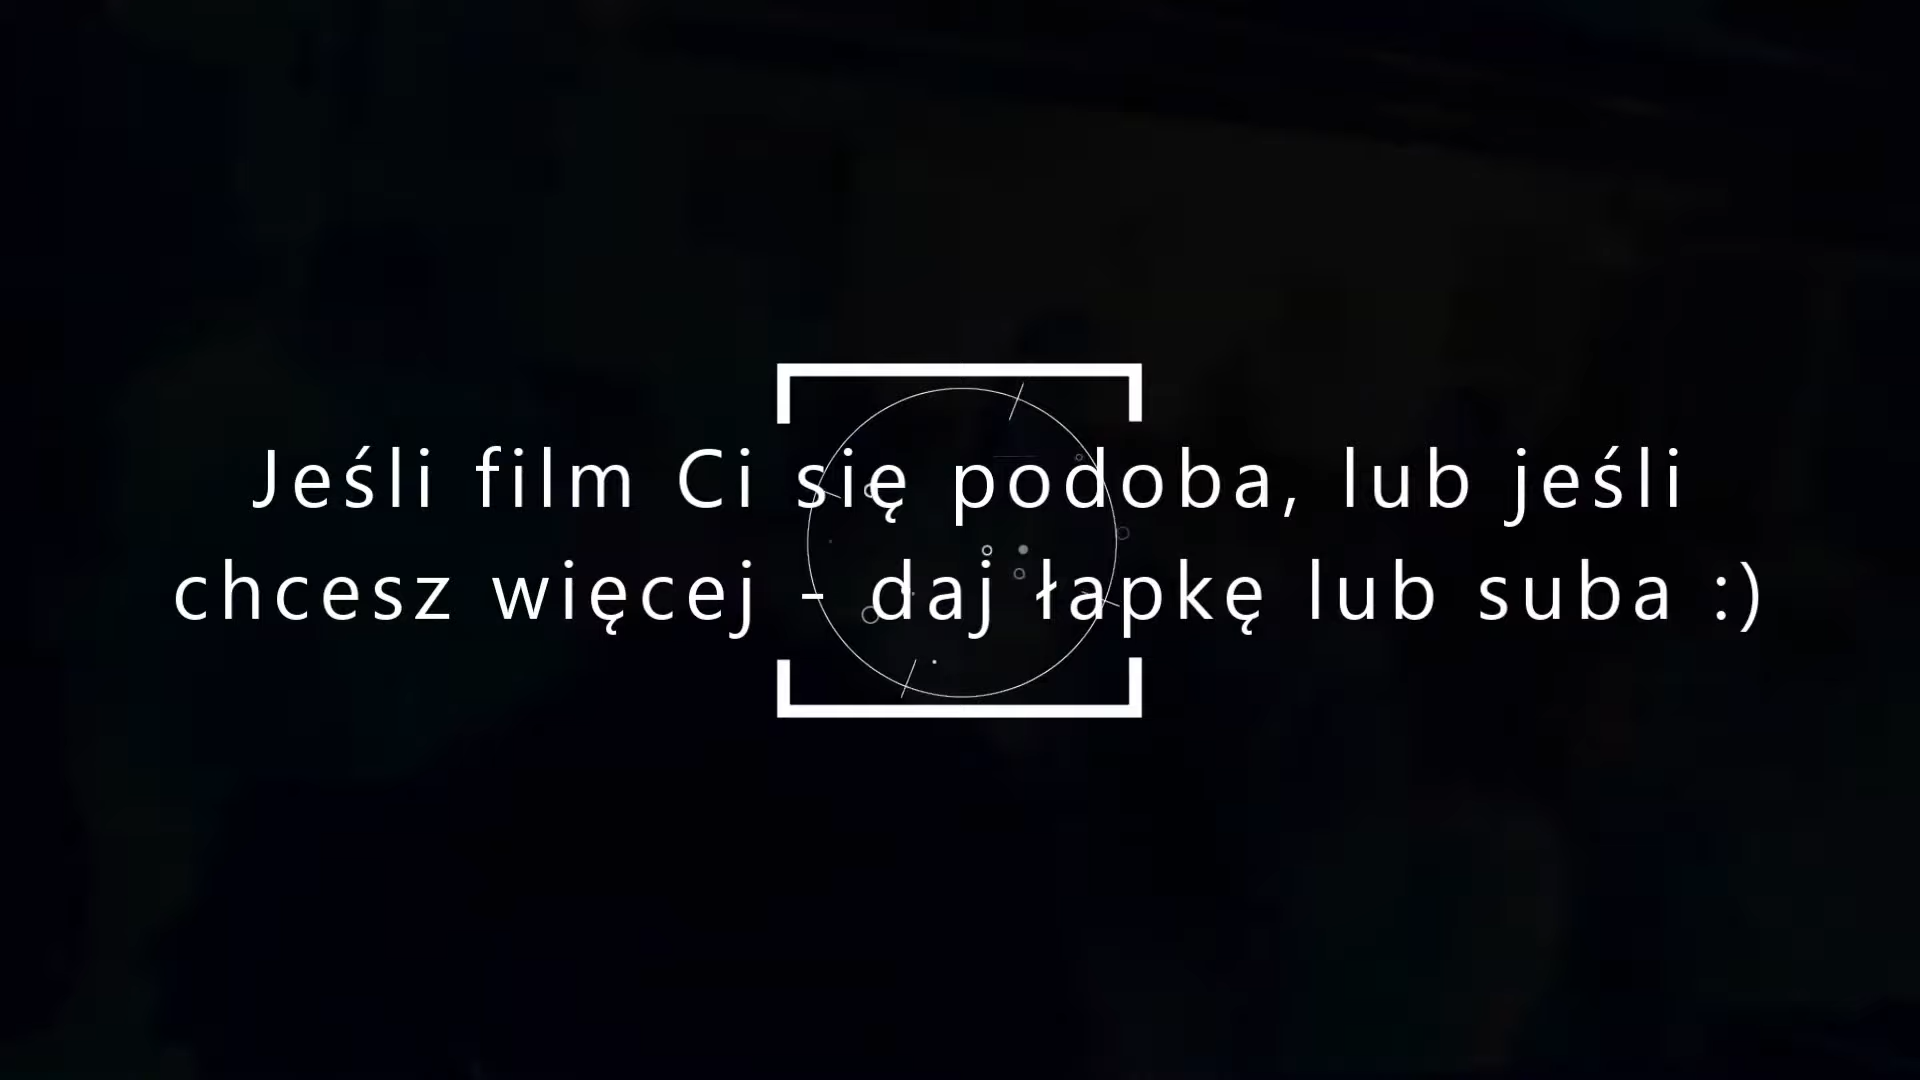 Jeśli film Ci się podoba, lub jeśli
chcesz więcej - daj łapkę lub suba :)